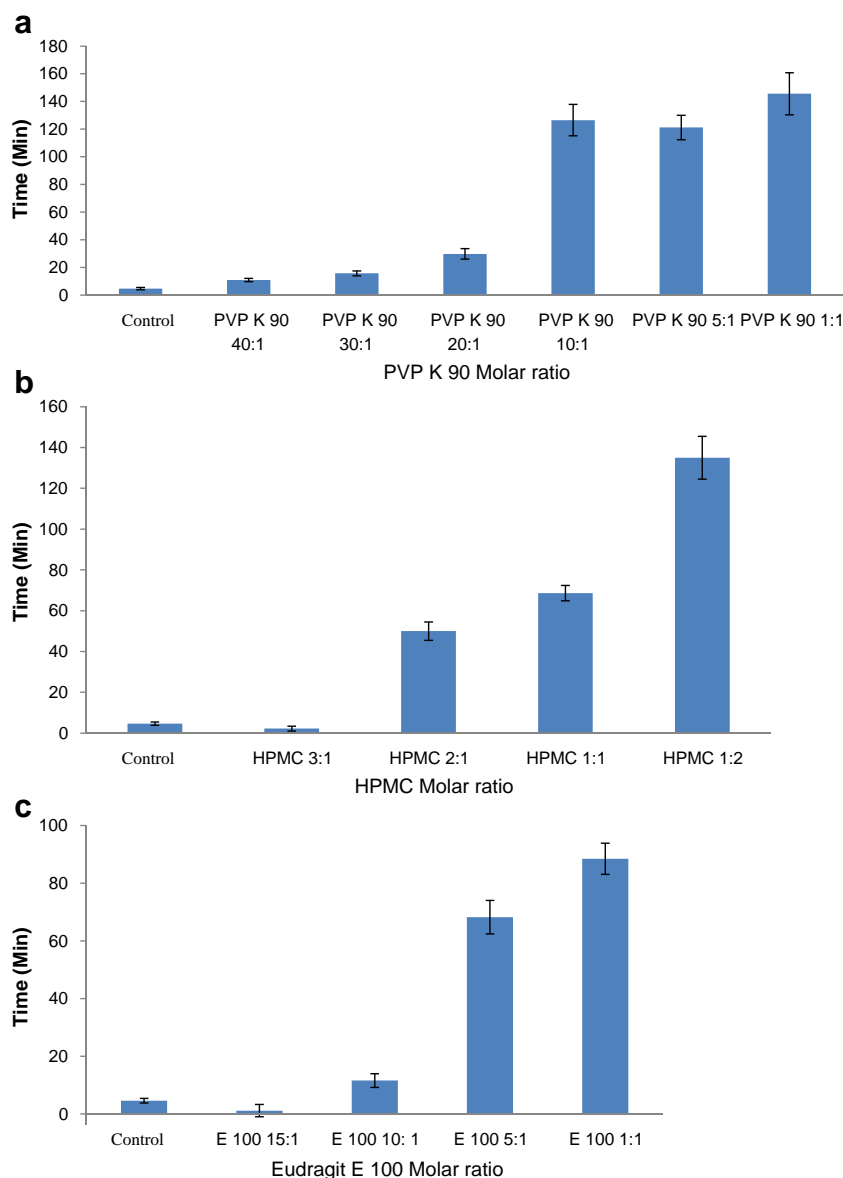 a
180
160
140
120
100
80
60
40
20
0
Time (Min)
Control
PVP K 90 40:1
PVP K 90 30:1
PVP K 90 20:1
PVP K 90 10:1
PVP K 90 5:1
PVP K 90 1:1
PVP K 90 Molar ratio
b
160
140
120
100
80
60
40
20
0
Time (Min)
Control
HPMC 3:1
HPMC 2:1
HPMC 1:1
HPMC 1:2
HPMC Molar ratio
c
100
80
60
40
20
0
Time (Min)
Control
E 100 15:1
E 100 10: 1
E 100 5:1
E 100 1:1
Eudragit E 100 Molar ratio